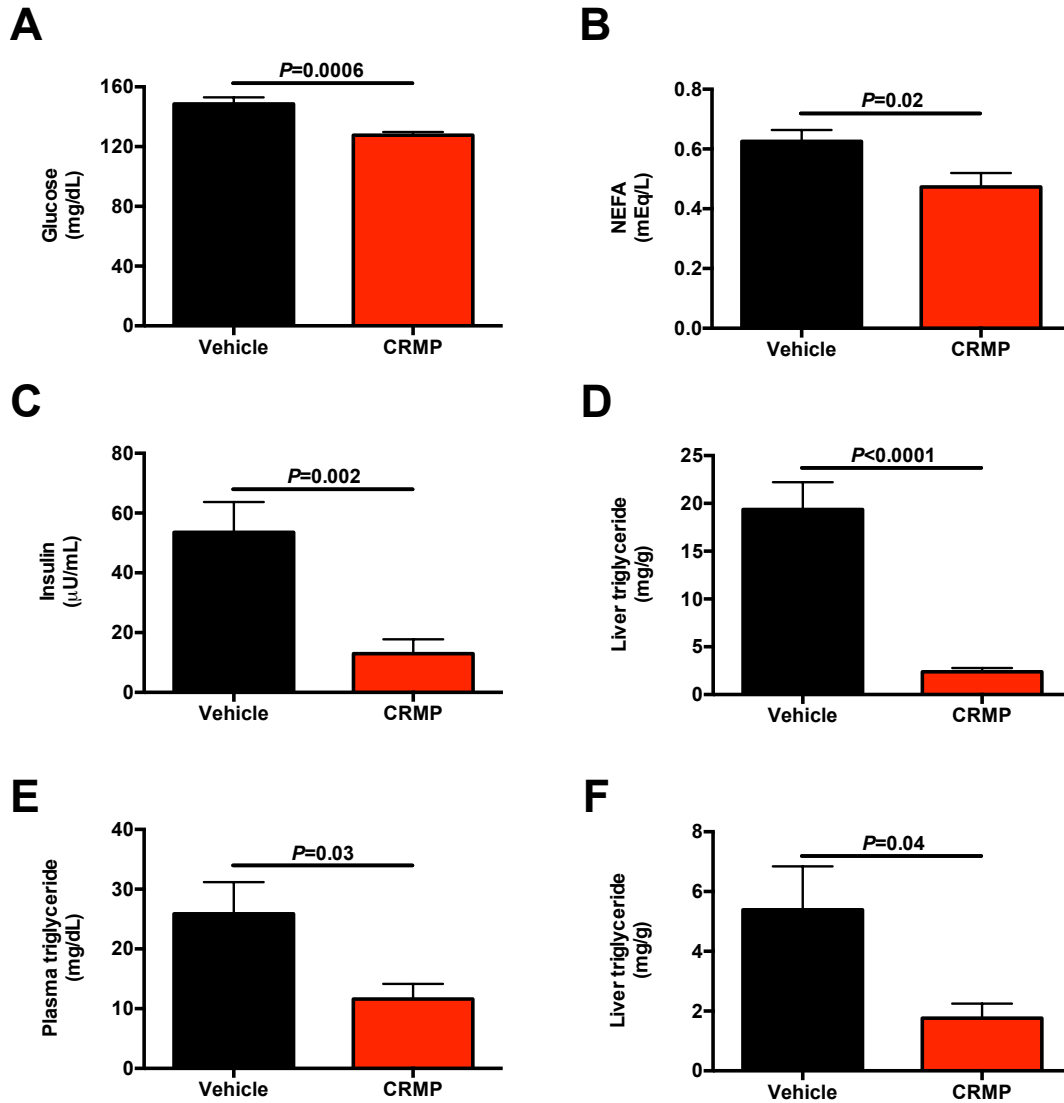 A
P=0.0006
Glucose
(mg/dL)
160
120
80
40
0
Vehicle
CRMP
B
P=0.02
NEFA
(mEq/L)
0.8
0.6
0.4
0.2
0.0
Vehicle
CRMP
C
P=0.002
Insulin
(μU/mL)
80
60
40
20
0
Vehicle
CRMP
D
P<0.0001
Liver triglyceride
(mg/g)
25
20
15
10
5
0
Vehicle
CRMP
E
P=0.03
Plasma triglyceride
(mg/dL)
40
30
20
10
0
Vehicle
CRMP
F
P=0.04
Liver triglyceride
(mg/g)
8
6
4
2
0
Vehicle
CRMP